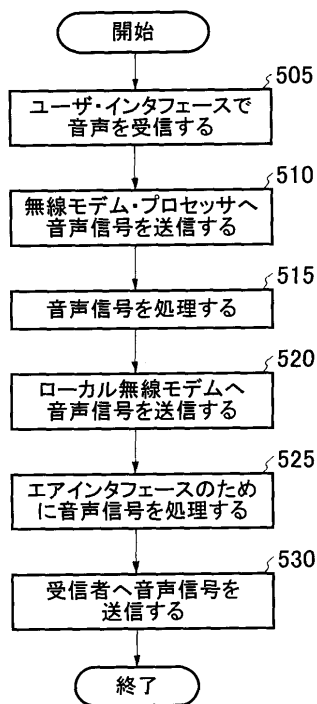 開始
505
ユーザ・インタフェースで
音声を受信する
510
無線モデム・プロセッサへ
音声信号を送信する
515
音声信号を処理する
520
ローカル無線モデムへ
音声信号を送信する
525
エアインタフェースのため
に音声信号を処理する
530
受信者へ音声信号を
送信する
終了